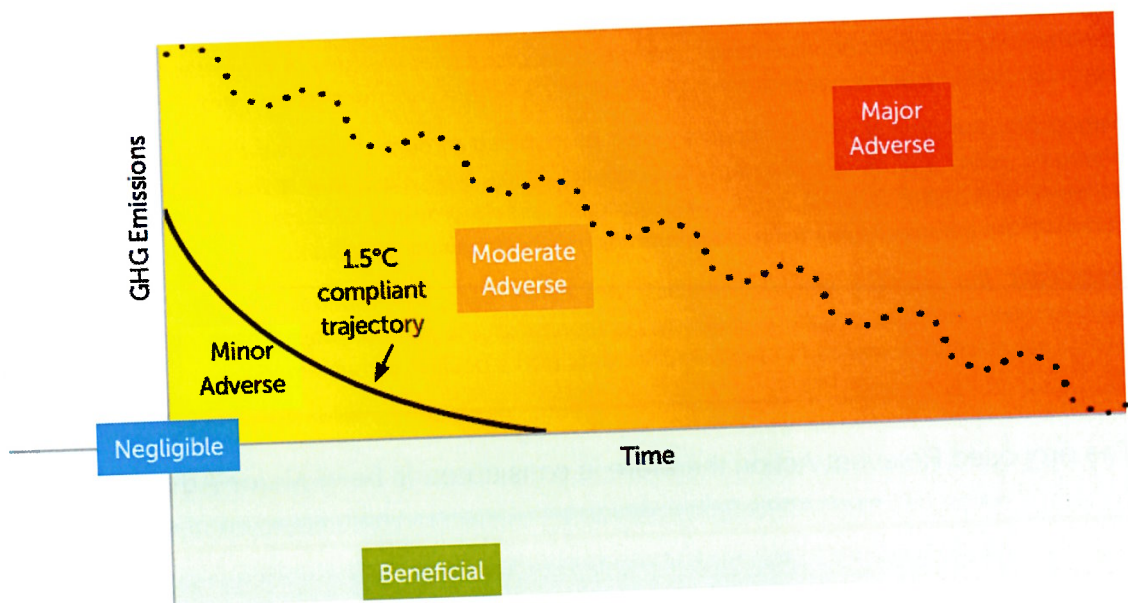 Major
Adverse
GHG Emissions
1.5°C
compliant
trajectory
Moderate
Adverse
Minor
Adverse
Negligible
Time
Beneficial